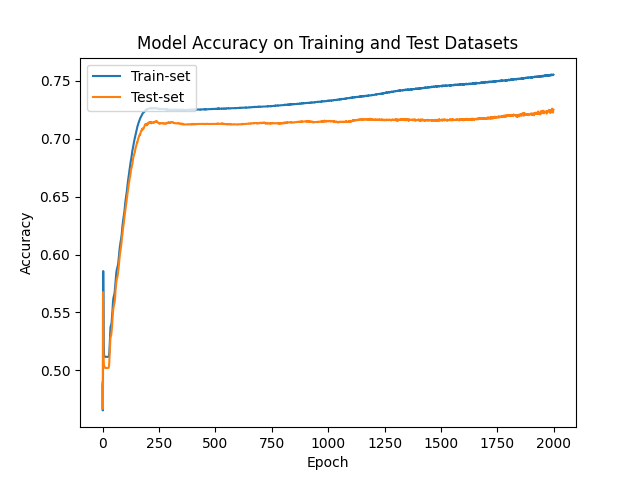 Model Accuracy on Training and Test Datasets
Train-set
Test-set
0.75
0.70
0.65
0.60
0.55
0.50
Accuracy
0 250 500 750 1000 1250 1500 1750 2000
Epoch